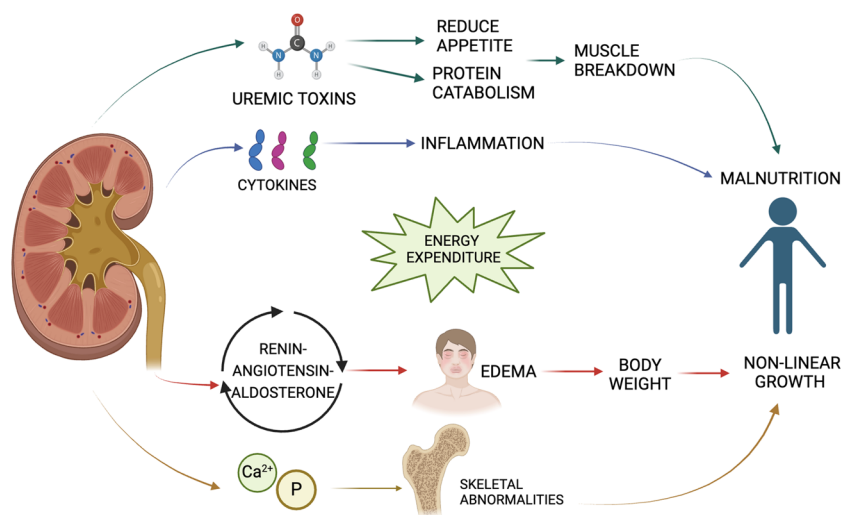 REDUCE
APPETITE
PROTEIN
CATABOLISM
MUSCLE
BREAKDOWN
O
C
H
N
N
H
H
H
UREMIC TOXINS
CYTOKINES
INFLAMMATION
MALNUTRITION
ENERGY
EXPENDITURE
RENIN-
ANGIOTENSIN-
ALDOSTERONE
EDEMA
BODY
WEIGHT
NON-LINEAR
GROWTH
Ca2+
P
SKELETAL
ABNORMALITIES